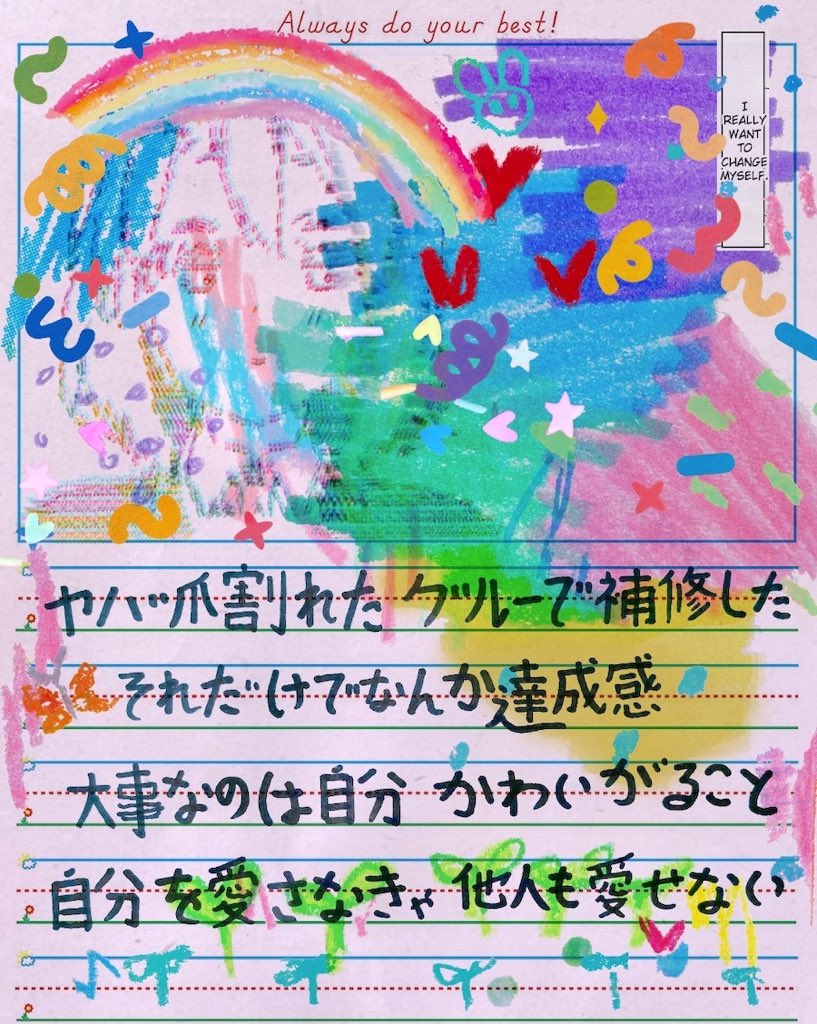 Always do your best!
I
REALLY
WANT
TO
CHANGE
MYSELF.
ヤバッ爪割れた グルーで補修した
それだけでなんか達成感
大事なのは自分 かわいがること
自分を愛さなきゃ 他人も愛せない